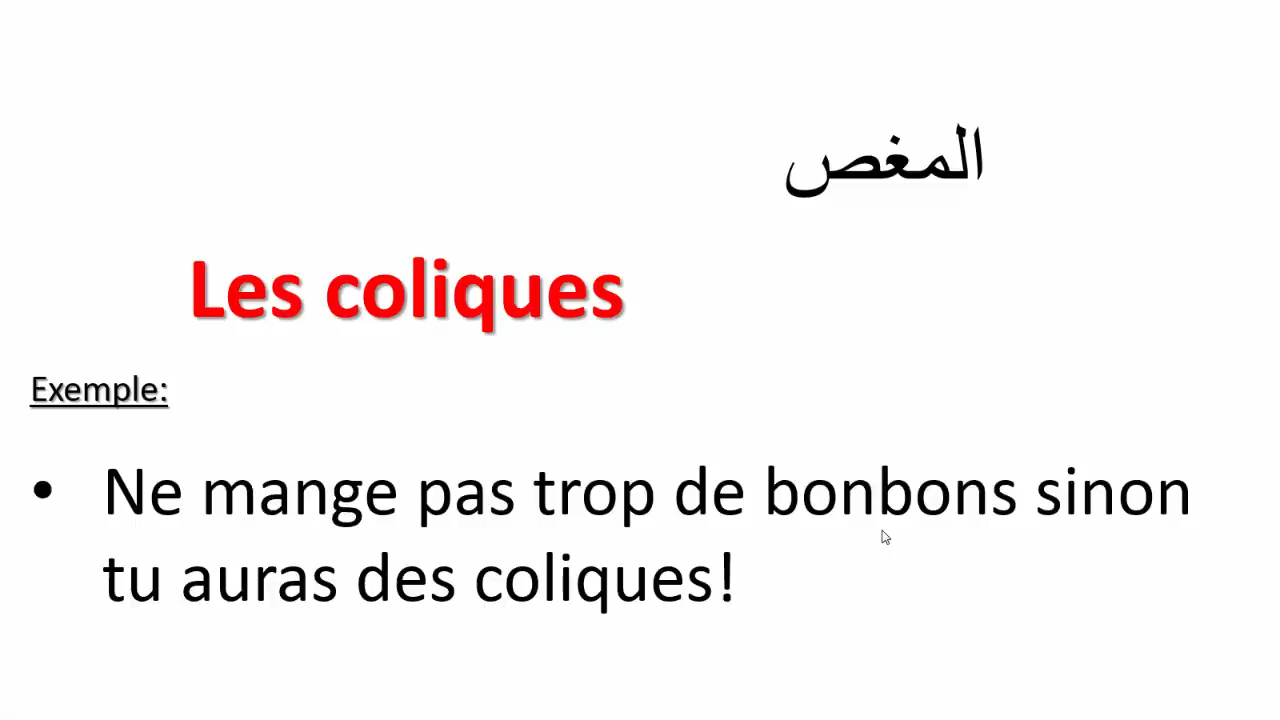 المغص
Les coliques
Exemple:
• Ne mange pas trop de bonbons sinon
tu auras des coliques!